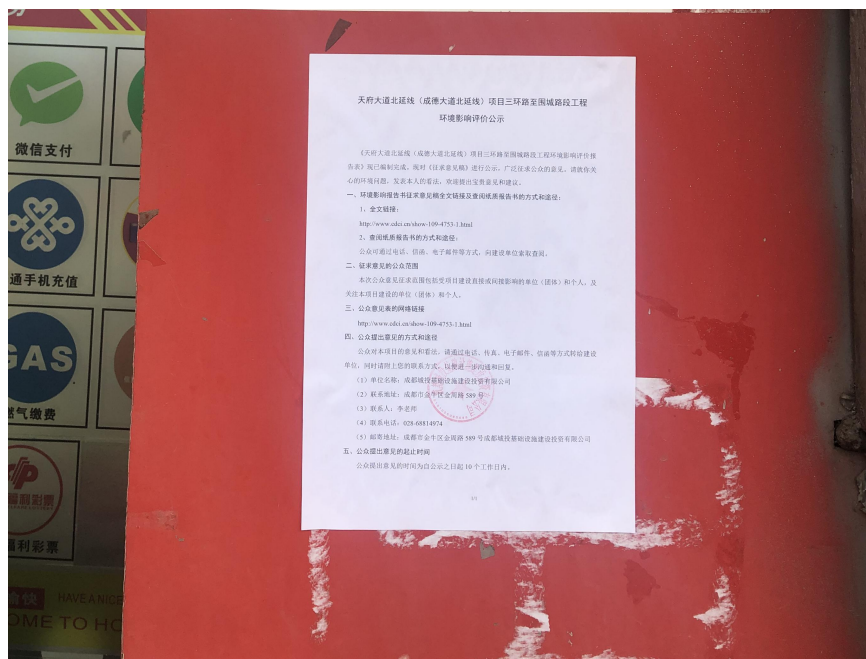 微信支付
通手机充值
GAS
然气缴费
福利彩票
福利彩票
愉快
HAVE A NICE
OME TO HO
天府大道北延线（成德大道北延线）项目三环路至围城路段工程
环境影响评价公示
《天府大道北延线（成德大道北延线）项目三环路至围城路段工程环境影响评价报
告表》现已编制完成，现对《征求意见稿》进行公示，广泛征求公众的意见，请就你关
心的环境问题，发表本人的看法，欢迎提出宝贵意见和建议。
一、环境影响报告书征求意见稿全文链接及查阅纸质报告书的方式和途径：
1、全文链接：
http://www.cdci.cn/show-109-4753-1.html
2、查阅纸质报告书的方式和途径：
公众可通过电话、信函、电子邮件等方式，向建设单位索取查阅。
二、征求意见的公众范围
本次公众意见征求范围包括受项目建设直接或间接影响的单位（团体）和个人，及
关注本项目建设的单位（团体）和个人。
三、公众意见表的网络链接
http://www.cdci.cn/show-109-4753-1.html
四、公众提出意见的方式和途径
公众对本项目的意见和看法，请通过电话、传真、电子邮件、信函等方式转给建设
单位，同时请附上您的联系方式，以便进一步沟通和回复。
（1）单位名称：成都城投基础设施建设投资有限公司
（2）联系地址：成都市金牛区金周路 589 号
（3）联系人：李老师
（4）联系电话：028-68814974
（5）邮寄地址：成都市金牛区金周路 589 号成都城投基础设施建设投资有限公司
五、公众提出意见的起止时间
公众提出意见的时间为自公示之日起 10 个工作日内。